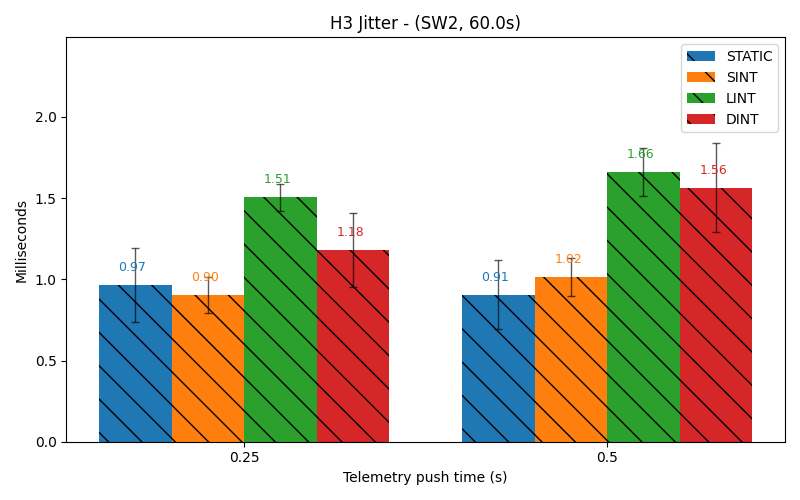 H3 Jitter - (SW2, 60.0s)
STATIC
SINT
LINT
DINT
Milliseconds
2.0
1.5
1.0
0.5
0.0
0.97
0.90
1.51
1.18
0.91
1.02
1.66
1.56
0.25
0.5
Telemetry push time (s)